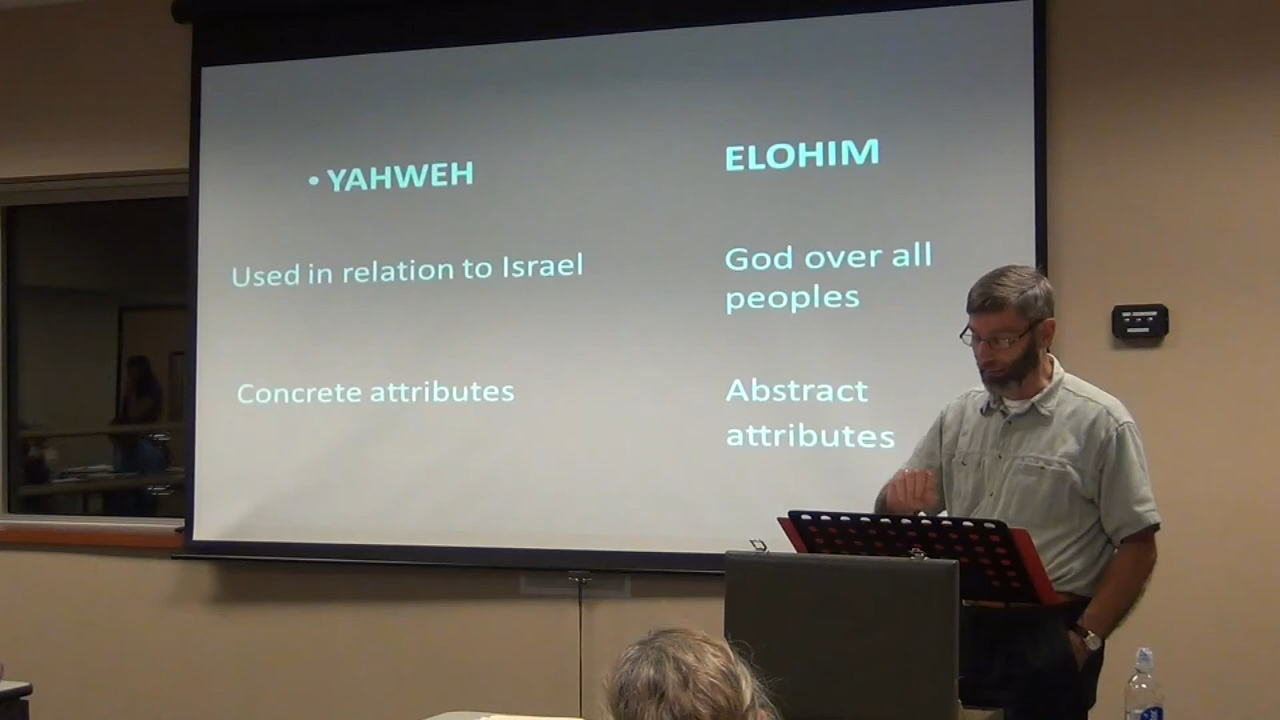 • YAHWEH
Used in relation to Israel
Concrete attributes
ELOHIM
God over all
peoples
Abstract
attributes